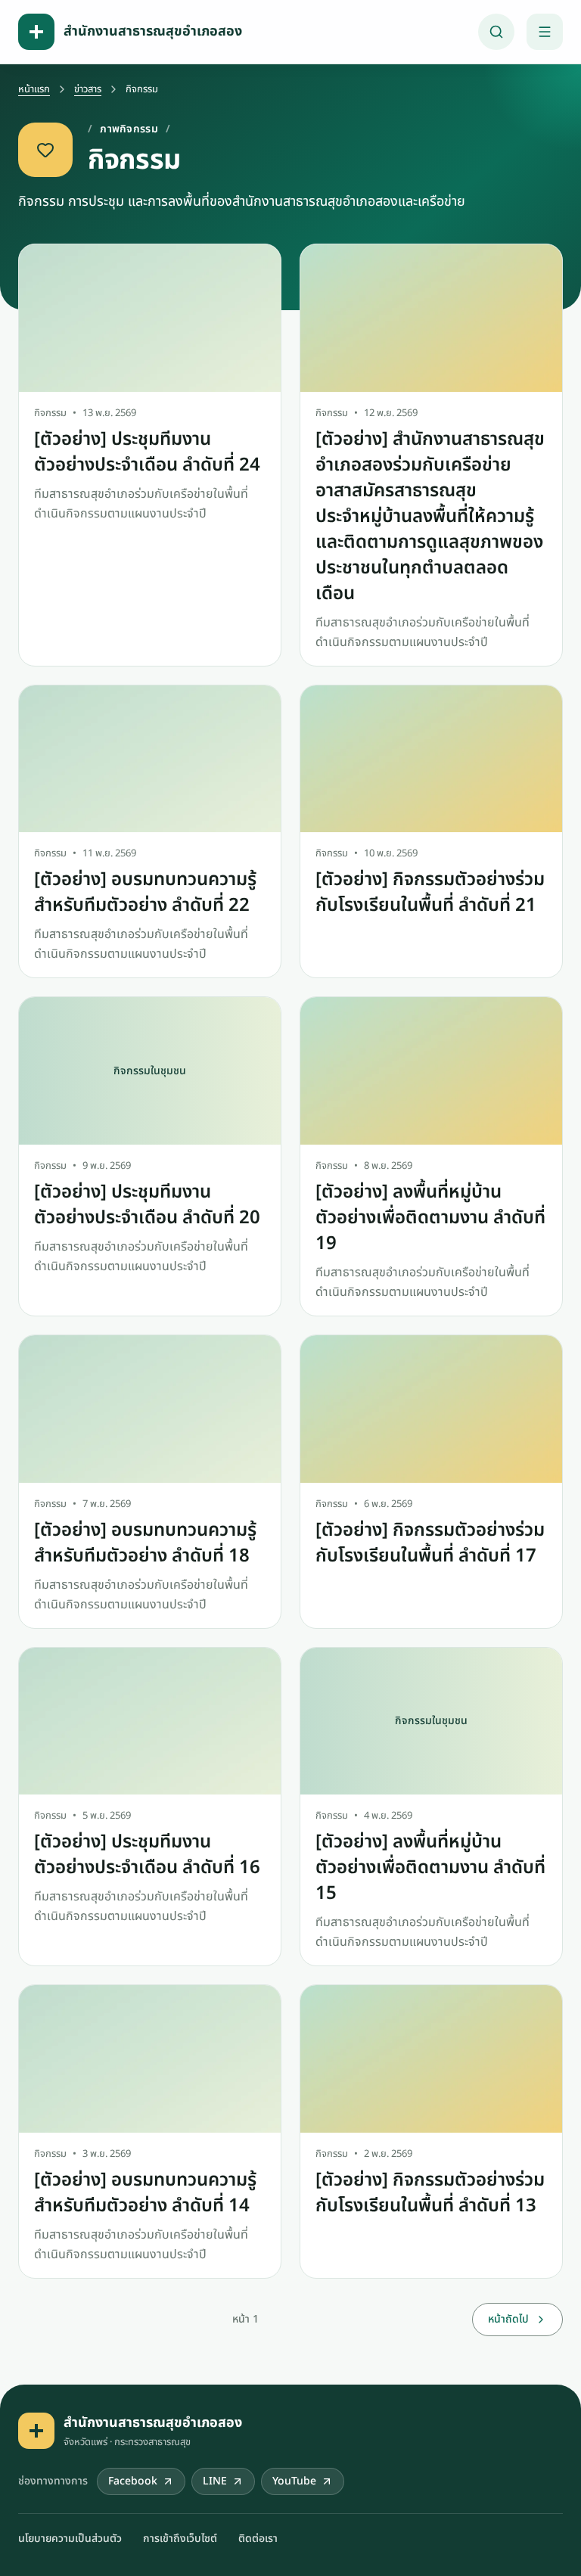 สำนักงานสาธารณสุขอำเภอสอง
หน้าแรก > ข่าวสาร > กิจกรรม
/ ภาพกิจกรรม /
กิจกรรม
กิจกรรม การประชุม และการลงพื้นที่ของสำนักงานสาธารณสุขอำเภอสองและเครือข่าย
กิจกรรม • 13 พ.ย. 2569
[ตัวอย่าง] ประชุมทีมงาน
ตัวอย่างประจำเดือน ลำดับที่ 24
ทีมสาธารณสุขอำเภอร่วมกับเครือข่ายในพื้นที่
ดำเนินกิจกรรมตามแผนงานประจำปี
กิจกรรม • 12 พ.ย. 2569
[ตัวอย่าง] สำนักงานสาธารณสุข
อำเภอสองร่วมกับเครือข่าย
อาสาสมัครสาธารณสุข
ประจำหมู่บ้านลงพื้นที่ให้ความรู้
และติดตามการดูแลสุขภาพของ
ประชาชนในทุกตำบลตลอด
เดือน
ทีมสาธารณสุขอำเภอร่วมกับเครือข่ายในพื้นที่
ดำเนินกิจกรรมตามแผนงานประจำปี
กิจกรรม • 11 พ.ย. 2569
[ตัวอย่าง] อบรมทบทวนความรู้
สำหรับทีมตัวอย่าง ลำดับที่ 22
ทีมสาธารณสุขอำเภอร่วมกับเครือข่ายในพื้นที่
ดำเนินกิจกรรมตามแผนงานประจำปี
กิจกรรม • 10 พ.ย. 2569
[ตัวอย่าง] กิจกรรมตัวอย่างร่วม
กับโรงเรียนในพื้นที่ ลำดับที่ 21
กิจกรรมในชุมชน
กิจกรรม • 9 พ.ย. 2569
[ตัวอย่าง] ประชุมทีมงาน
ตัวอย่างประจำเดือน ลำดับที่ 20
ทีมสาธารณสุขอำเภอร่วมกับเครือข่ายในพื้นที่
ดำเนินกิจกรรมตามแผนงานประจำปี
กิจกรรม • 8 พ.ย. 2569
[ตัวอย่าง] ลงพื้นที่หมู่บ้าน
ตัวอย่างเพื่อติดตามงาน ลำดับที่
19
ทีมสาธารณสุขอำเภอร่วมกับเครือข่ายในพื้นที่
ดำเนินกิจกรรมตามแผนงานประจำปี
กิจกรรม • 7 พ.ย. 2569
[ตัวอย่าง] อบรมทบทวนความรู้
สำหรับทีมตัวอย่าง ลำดับที่ 18
ทีมสาธารณสุขอำเภอร่วมกับเครือข่ายในพื้นที่
ดำเนินกิจกรรมตามแผนงานประจำปี
กิจกรรม • 6 พ.ย. 2569
[ตัวอย่าง] กิจกรรมตัวอย่างร่วม
กับโรงเรียนในพื้นที่ ลำดับที่ 17
กิจกรรม • 5 พ.ย. 2569
[ตัวอย่าง] ประชุมทีมงาน
ตัวอย่างประจำเดือน ลำดับที่ 16
ทีมสาธารณสุขอำเภอร่วมกับเครือข่ายในพื้นที่
ดำเนินกิจกรรมตามแผนงานประจำปี
กิจกรรมในชุมชน
กิจกรรม • 4 พ.ย. 2569
[ตัวอย่าง] ลงพื้นที่หมู่บ้าน
ตัวอย่างเพื่อติดตามงาน ลำดับที่
15
ทีมสาธารณสุขอำเภอร่วมกับเครือข่ายในพื้นที่
ดำเนินกิจกรรมตามแผนงานประจำปี
กิจกรรม • 3 พ.ย. 2569
[ตัวอย่าง] อบรมทบทวนความรู้
สำหรับทีมตัวอย่าง ลำดับที่ 14
ทีมสาธารณสุขอำเภอร่วมกับเครือข่ายในพื้นที่
ดำเนินกิจกรรมตามแผนงานประจำปี
กิจกรรม • 2 พ.ย. 2569
[ตัวอย่าง] กิจกรรมตัวอย่างร่วม
กับโรงเรียนในพื้นที่ ลำดับที่ 13
หน้า 1
หน้าถัดไป
สำนักงานสาธารณสุขอำเภอสอง
จังหวัดแพร่ · กระทรวงสาธารณสุข
ช่องทางทางการ Facebook LINE YouTube
นโยบายความเป็นส่วนตัว การเข้าถึงเว็บไซต์ ติดต่อเรา